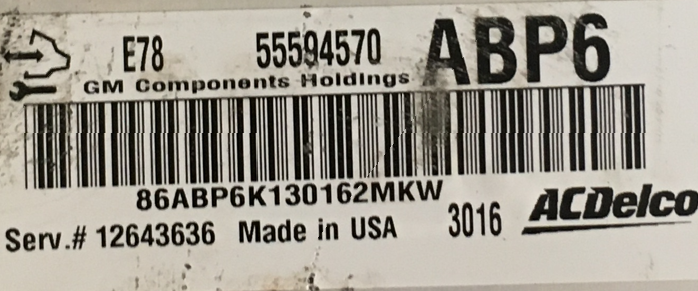 E78 55594570 ABP6
GM Components Holdings
86ABP6K130162MKW
Serv.# 12643636 Made in USA 3016 ACDelco